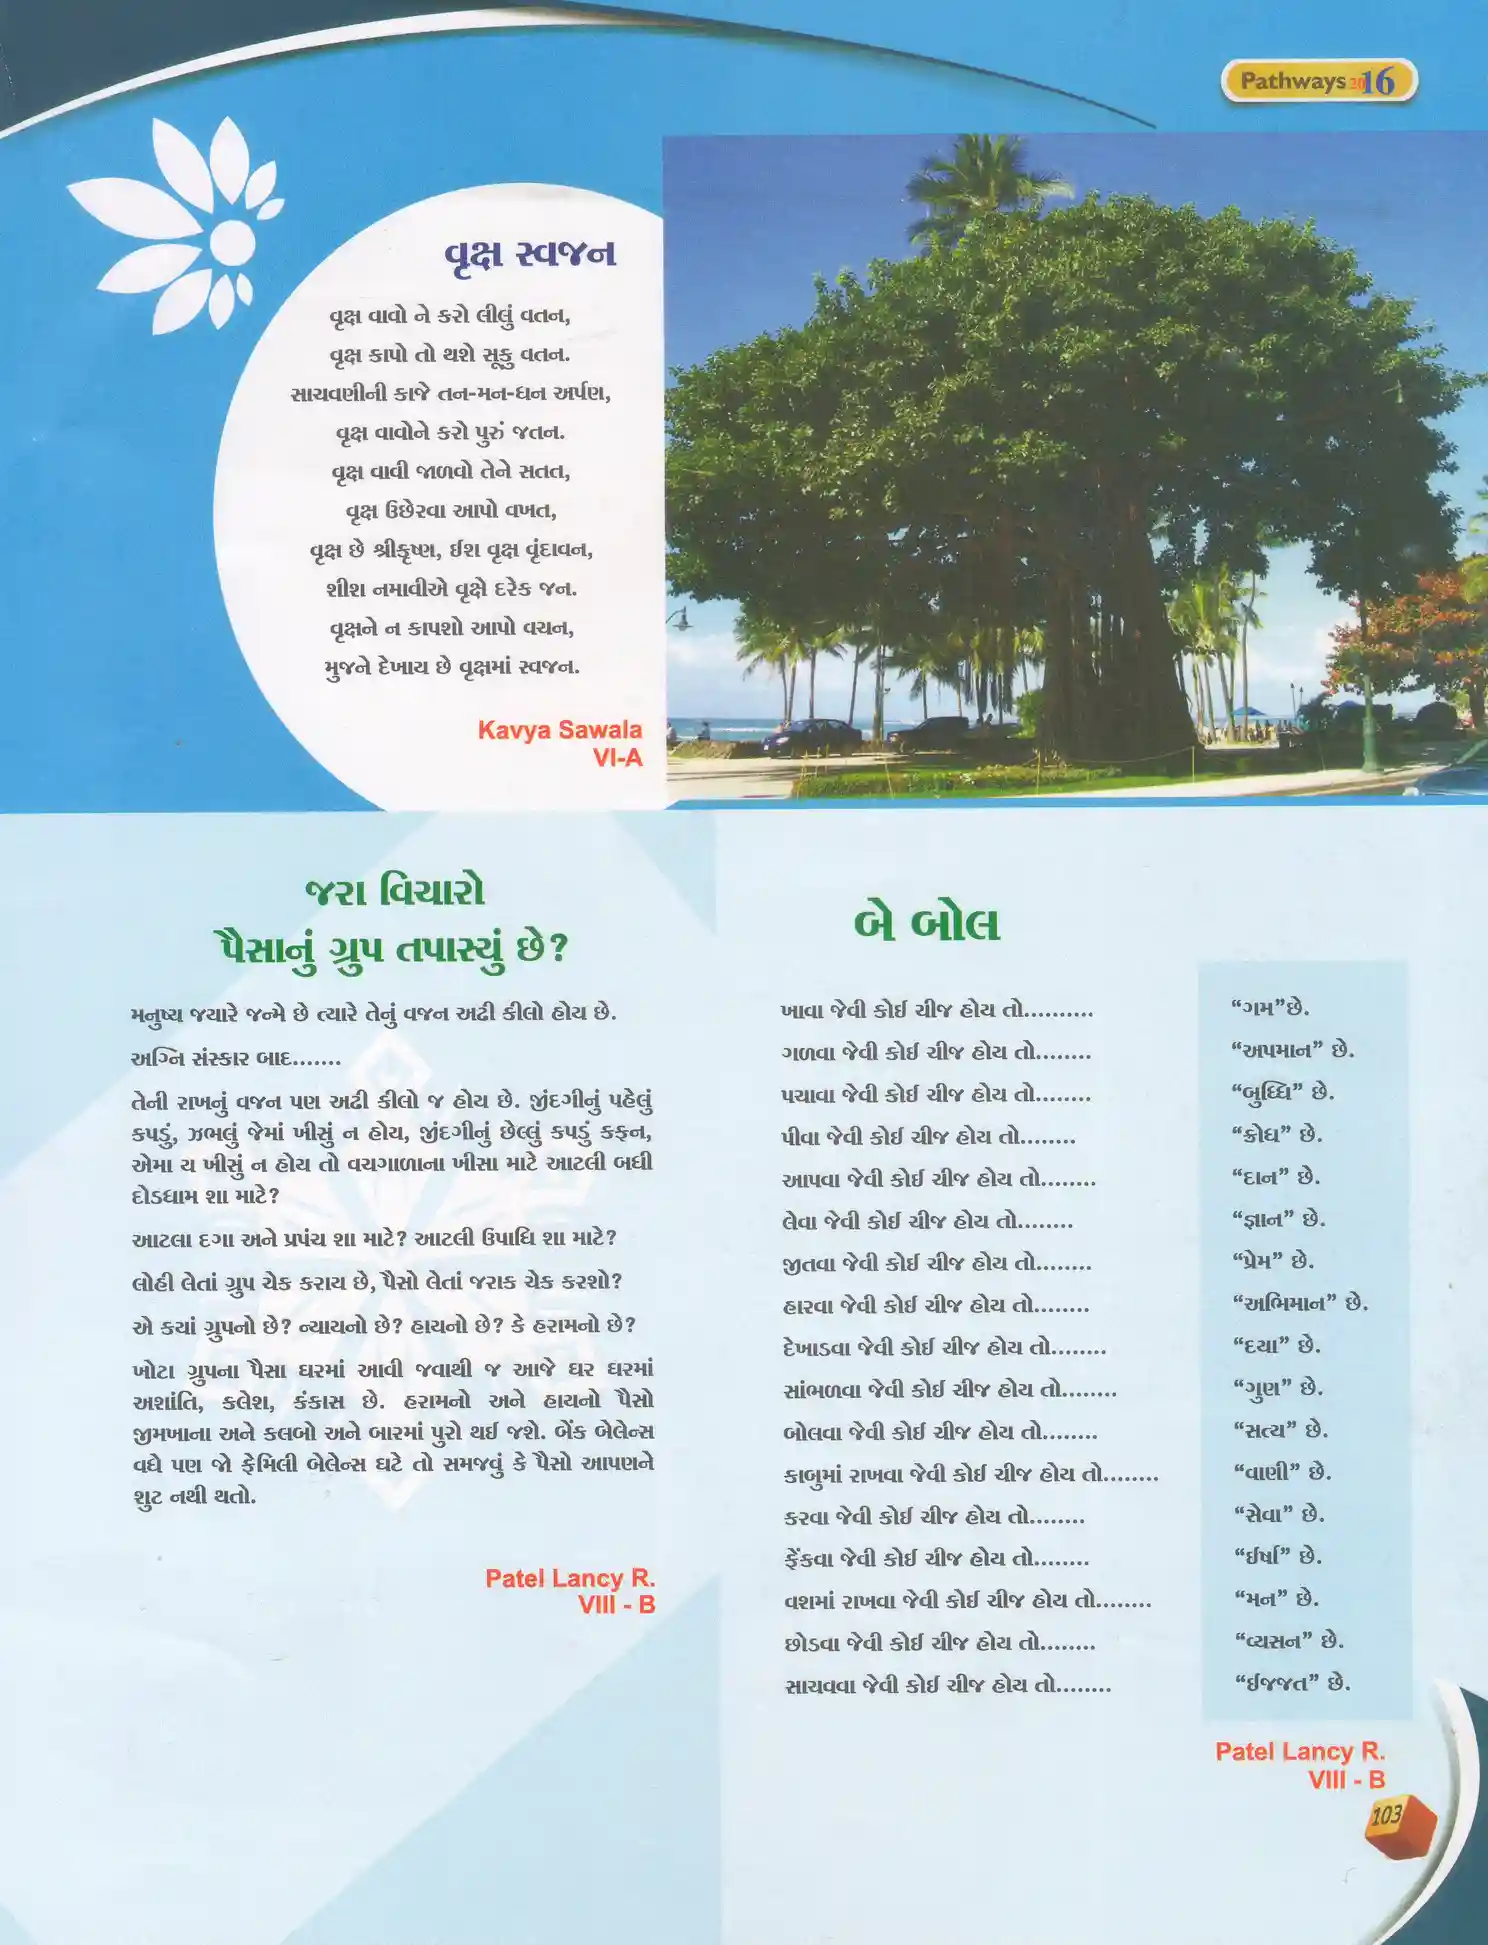 Pathways 2016
વૃક્ષ સ્વજન
વૃક્ષ વાવો ને કરો લીલું વતન,
વૃક્ષ કાપો તો થશે સૂકુ વતન.
સાચવણીની કાજે તન-મન-ધન અર્પણ,
વૃક્ષ વાવોને કરો પુરું જતન.
વૃક્ષ વાવી જાળવો તેને સતત,
વૃક્ષ ઉછેરવા આપો વખત,
વૃક્ષ છે શ્રીકૃષ્ણ, ઈશ વૃક્ષ વૃંદાવન,
શીશ નમાવીએ વૃક્ષે દરેક જન.
વૃક્ષને ન કાપશો આપો વચન,
મુજને દેખાય છે વૃક્ષમાં સ્વજન.
Kavya Sawala
VI-A
જરા વિચારો
પૈસાનું ગ્રુપ તપાસ્યું છે?
મનુષ્ય જયારે જન્મે છે ત્યારે તેનું વજન અઢી કીલો હોય છે.
અગ્નિ સંસ્કાર બાદ.......
તેની રાખનું વજન પણ અઢી કીલો જ હોય છે. જીંદગીનું પહેલું
કપડું, ઝભલું જેમાં ખીસું ન હોય, જીંદગીનું છેલ્લું કપડું કફન,
એમા ય ખીસું ન હોય તો વચગાળાના ખીસા માટે આટલી બધી
દોડધામ શા માટે?
આટલા દગા અને પ્રપંચ શા માટે? આટલી ઉપાધિ શા માટે?
લોહી લેતાં ગ્રુપ ચેક કરાય છે, પૈસો લેતાં જરાક ચેક કરશો?
એ કયાં ગ્રુપનો છે? ન્યાયનો છે? હાયનો છે? કે હરામનો છે?
ખોટા ગ્રુપના પૈસા ઘરમાં આવી જવાથી જ આજે ઘર ઘરમાં
અશાંતિ, કલેશ, કંકાસ છે. હરામનો અને હાયનો પૈસો
જીમખાના અને કલબો અને બારમાં પુરો થઈ જશે. બેંક બેલેન્સ
વધે પણ જો ફેમિલી બેલેન્સ ઘટે તો સમજવું કે પૈસો આપણને
શુટ નથી થતો.
Patel Lancy R.
VIII - B
બે બોલ
ખાવા જેવી કોઈ ચીજ હોય તો.......... “ગમ”છે.
ગળવા જેવી કોઈ ચીજ હોય તો........ “અપમાન” છે.
પચાવા જેવી કોઈ ચીજ હોય તો........ “બુધ્ધિ” છે.
પીવા જેવી કોઈ ચીજ હોય તો........ “ક્રોધ” છે.
આપવા જેવી કોઈ ચીજ હોય તો........ “દાન” છે.
લેવા જેવી કોઈ ચીજ હોય તો........ “જ્ઞાન” છે.
જીતવા જેવી કોઈ ચીજ હોય તો........ “પ્રેમ” છે.
હારવા જેવી કોઈ ચીજ હોય તો........ “અભિમાન” છે.
દેખાડવા જેવી કોઈ ચીજ હોય તો........ “દયા” છે.
સાંભળવા જેવી કોઈ ચીજ હોય તો........ “ગુણ” છે.
બોલવા જેવી કોઈ ચીજ હોય તો........ “સત્ય” છે.
કાબુમાં રાખવા જેવી કોઈ ચીજ હોય તો........ “વાણી” છે.
કરવા જેવી કોઈ ચીજ હોય તો........ “સેવા” છે.
ફેંકવા જેવી કોઈ ચીજ હોય તો........ “ઈર્ષા” છે.
વશમાં રાખવા જેવી કોઈ ચીજ હોય તો........ “મન” છે.
છોડવા જેવી કોઈ ચીજ હોય તો........ “વ્યસન” છે.
સાચવવા જેવી કોઈ ચીજ હોય તો........ “ઈજજત” છે.
Patel Lancy R.
VIII - B
103